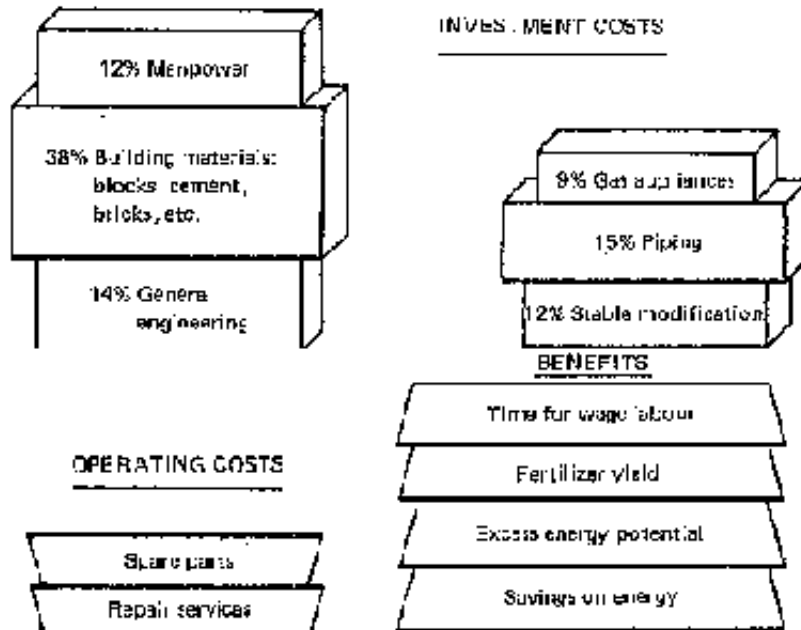 INVESTMENT COSTS
12% Manpower
38% Building materials:
blocks, cement,
bricks, etc.
14% General
engineering
9% Gas appliances
15% Piping
12% Stable modification
BENEFITS
Time for wage labour
Fertilizer yield
Excess energy potential
Savings on energy
OPERATING COSTS
Spare parts
Repair services